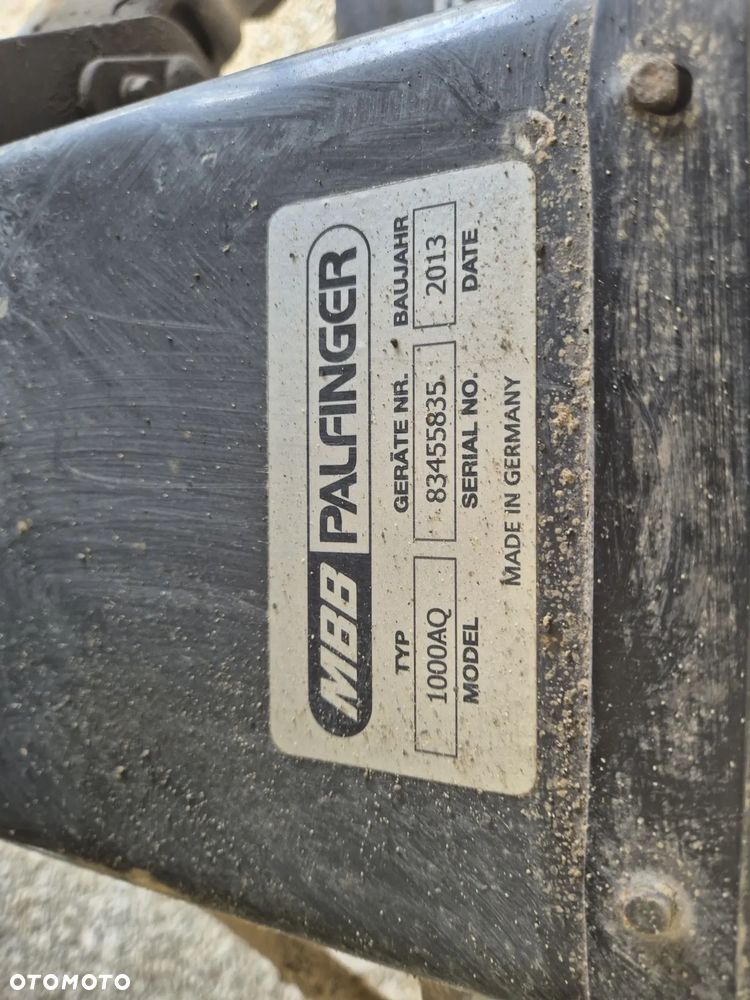 MBB PALFINGER
TYP GERÄTE NR. BAUJAHR
1000AQ 83455835 2013
MODEL SERIAL NO. DATE
MADE IN GERMANY
OTOMOTO